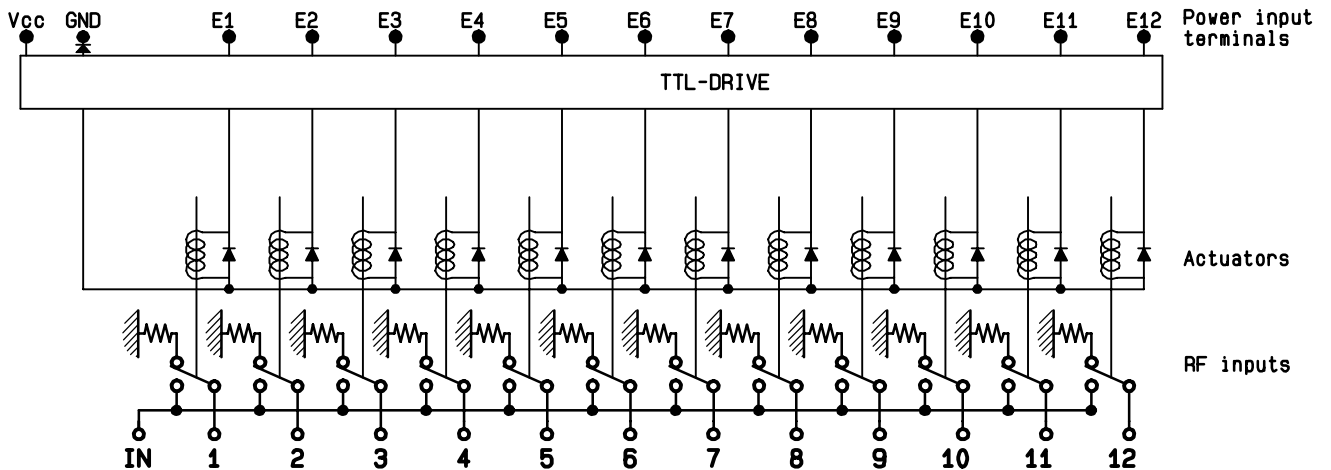 Vcc GND E1 E2 E3 E4 E5 E6 E7 E8 E9 E10 E11 E12 Power input
terminals
TTL-DRIVE
Actuators
RF inputs
IN 1 2 3 4 5 6 7 8 9 10 11 12